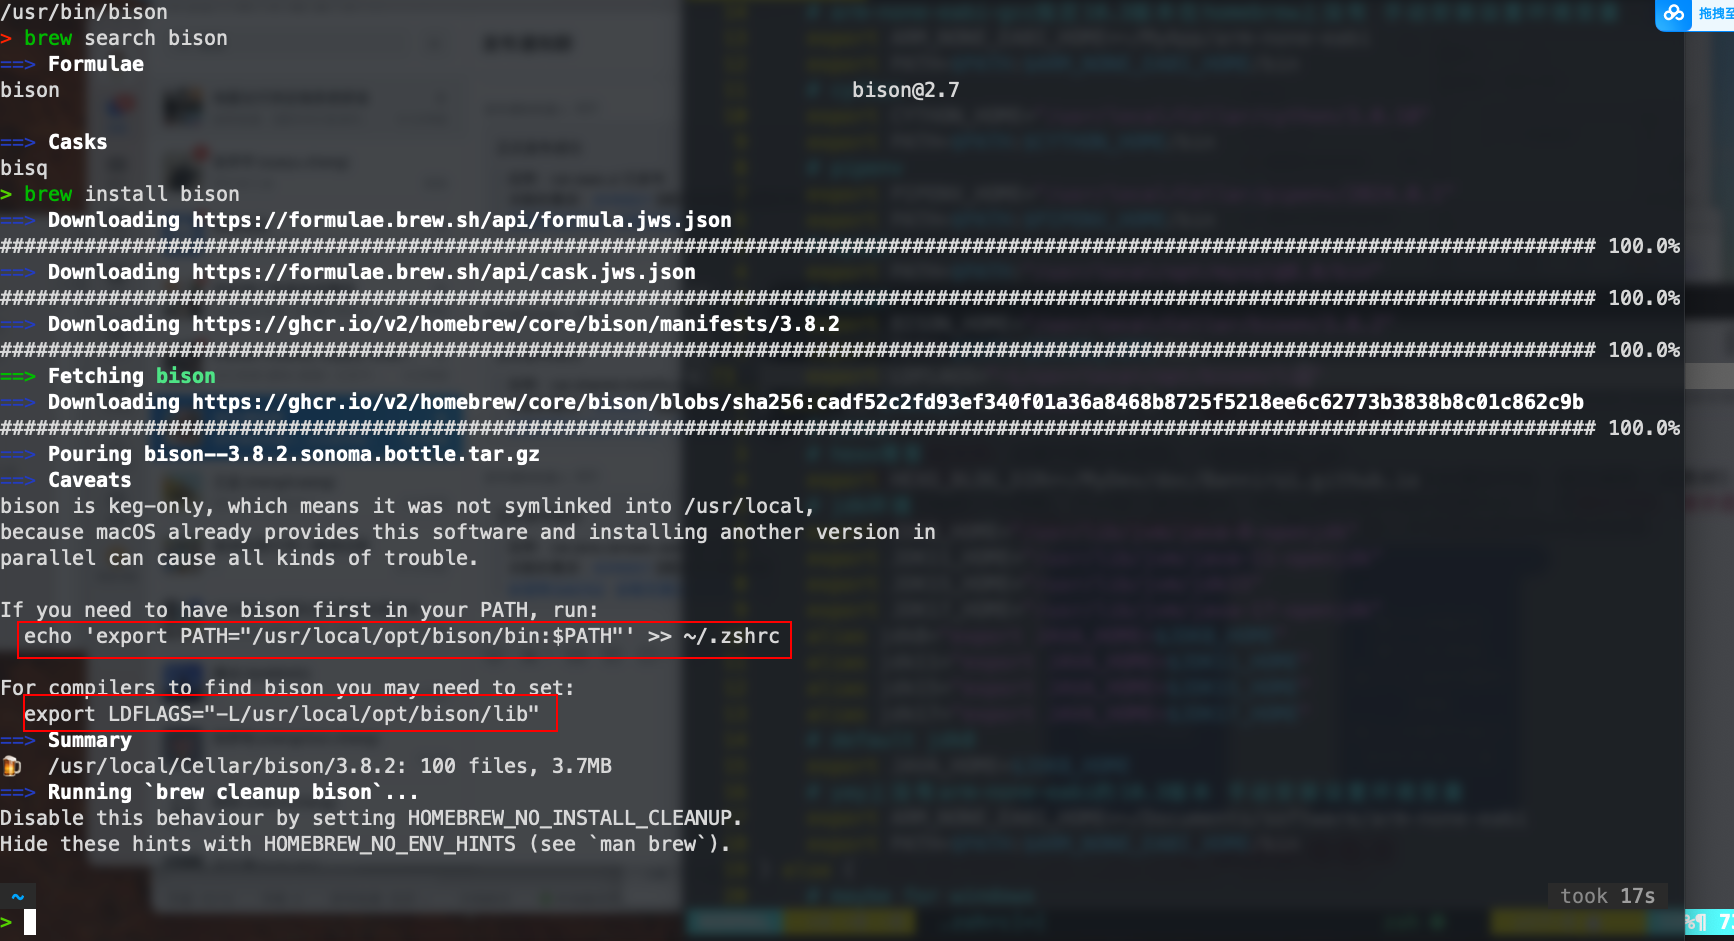 /usr/bin/bison
> brew search bison
==> Formulae
bison bison@2.7
==> Casks
bisq
> brew install bison
==> Downloading https://formulae.brew.sh/api/formula.jws.json
##################################################################################################################################### 100.0%
==> Downloading https://formulae.brew.sh/api/cask.jws.json
##################################################################################################################################### 100.0%
==> Downloading https://ghcr.io/v2/homebrew/core/bison/manifests/3.8.2
##################################################################################################################################### 100.0%
==> Fetching bison
==> Downloading https://ghcr.io/v2/homebrew/core/bison/blobs/sha256:cadf52c2fd93ef340f01a36a8468b8725f5218ee6c62773b3838b8c01c862c9b
##################################################################################################################################### 100.0%
==> Pouring bison--3.8.2.sonoma.bottle.tar.gz
==> Caveats
bison is keg-only, which means it was not symlinked into /usr/local,
because macOS already provides this software and installing another version in
parallel can cause all kinds of trouble.
If you need to have bison first in your PATH, run:
echo 'export PATH="/usr/local/opt/bison/bin:$PATH"' >> ~/.zshrc
For compilers to find bison you may need to set:
export LDFLAGS="-L/usr/local/opt/bison/lib"
==> Summary
🍺 /usr/local/Cellar/bison/3.8.2: 100 files, 3.7MB
==> Running `brew cleanup bison`...
Disable this behaviour by setting HOMEBREW_NO_INSTALL_CLEANUP.
Hide these hints with HOMEBREW_NO_ENV_HINTS (see `man brew`).
~ took 17s
>
拖拽至
%¶ 7